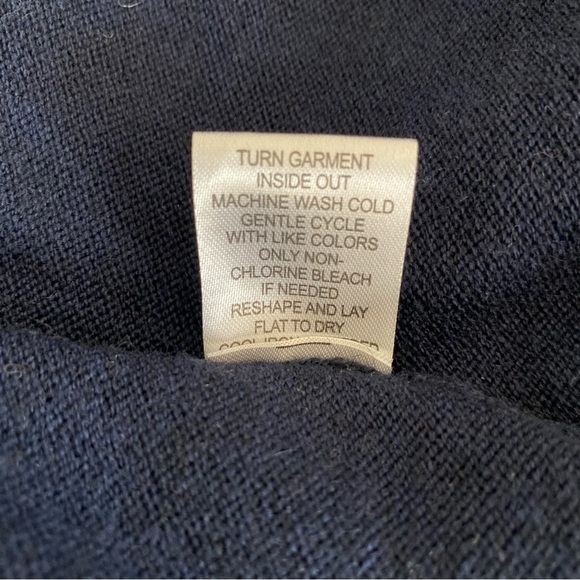 TURN GARMENT
INSIDE OUT
MACHINE WASH COLD
GENTLE CYCLE
WITH LIKE COLORS
ONLY NON-
CHLORINE BLEACH
IF NEEDED
RESHAPE AND LAY
FLAT TO DRY